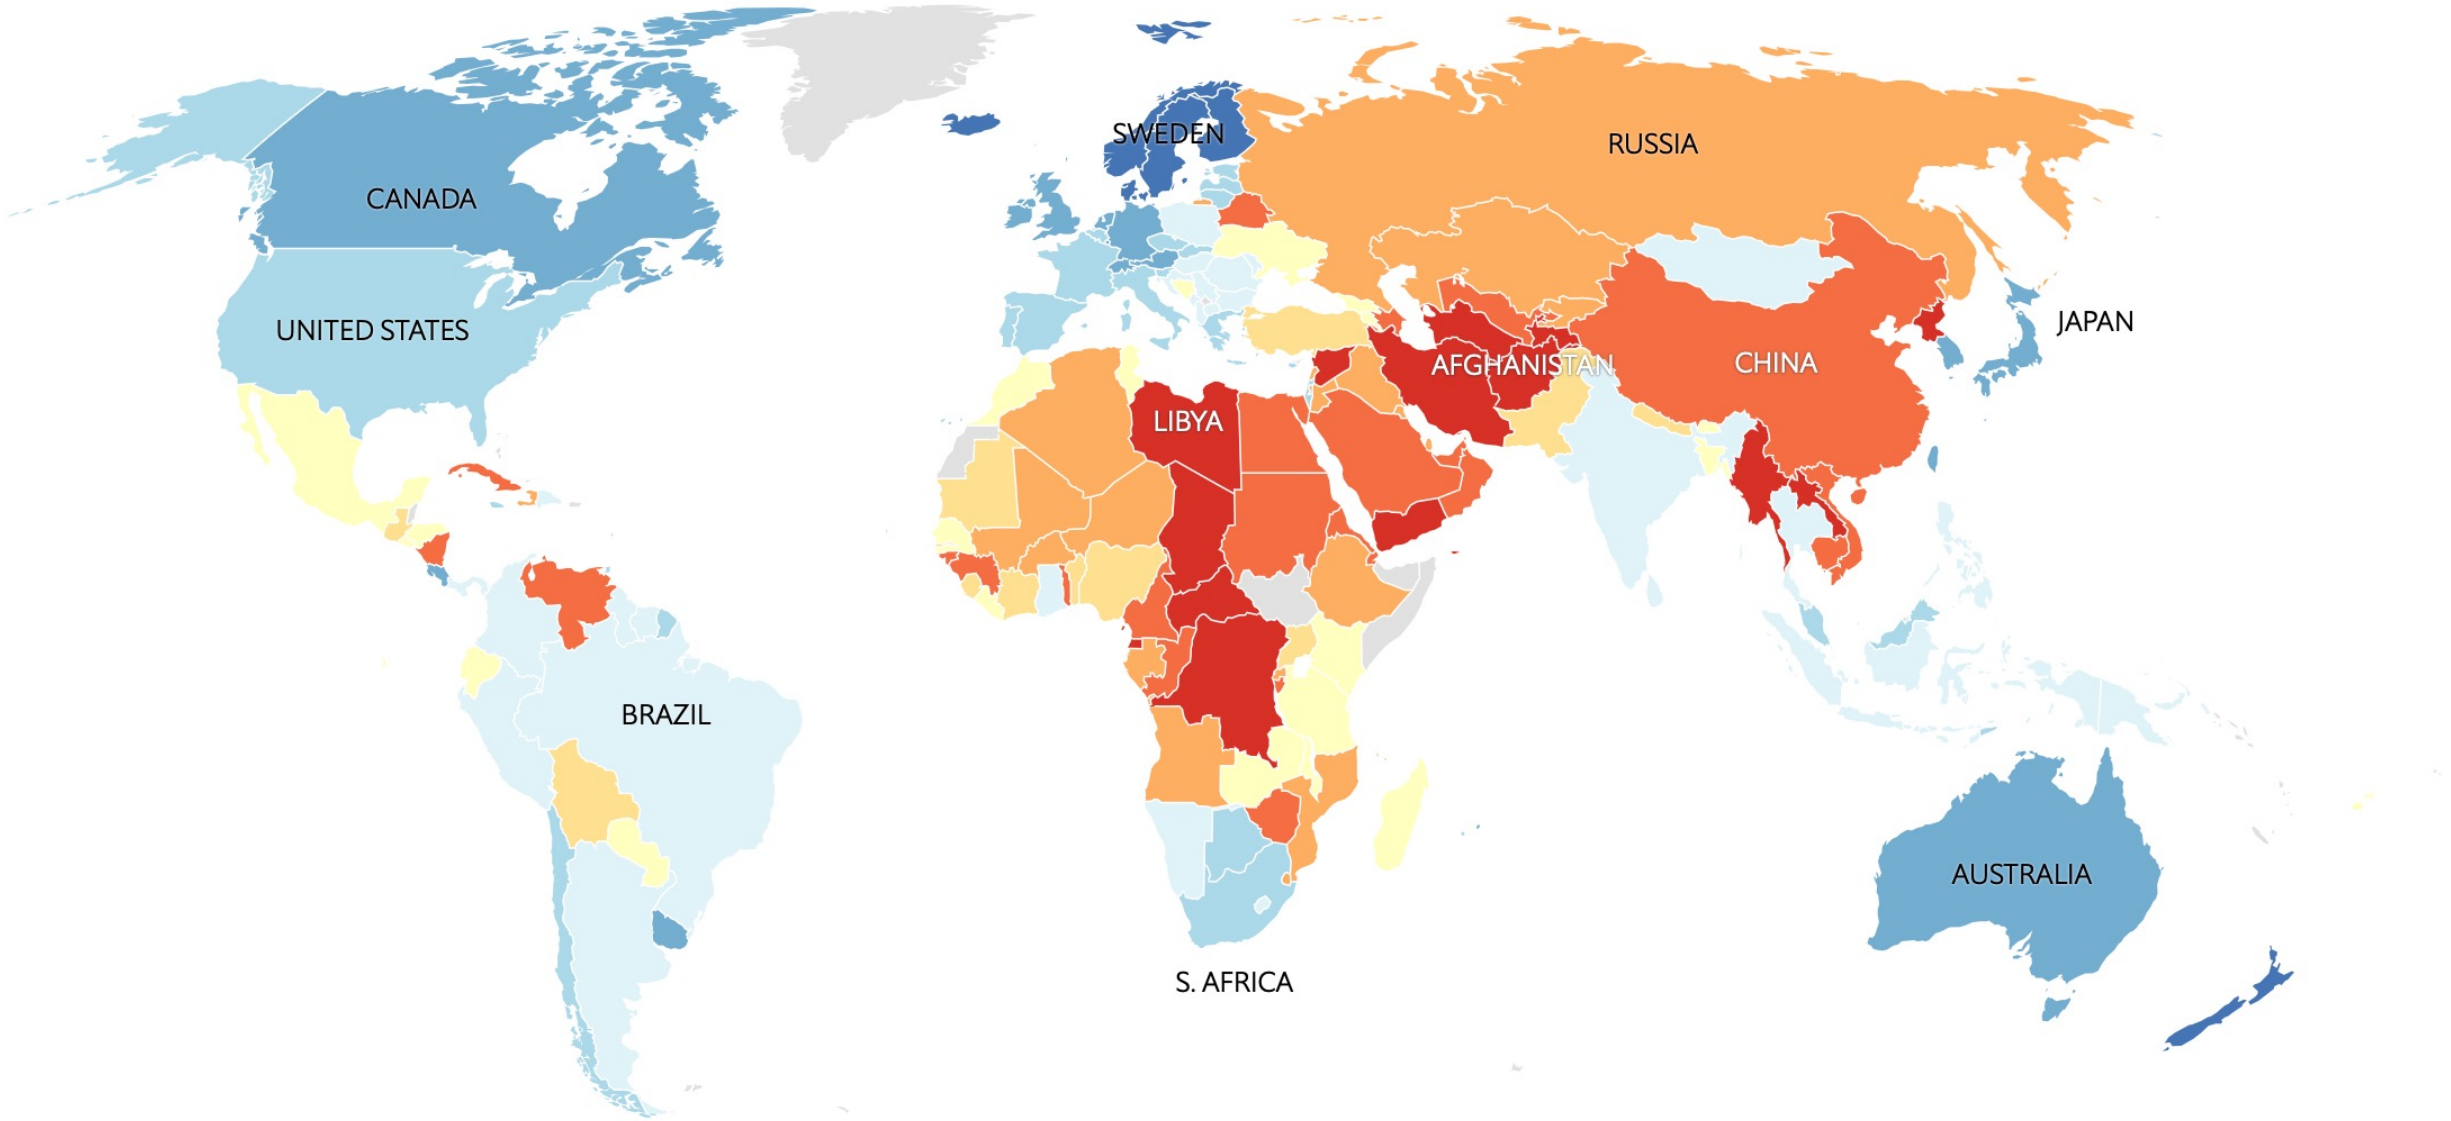 SWEDEN
RUSSIA
CANADA
UNITED STATES
JAPAN
AFGHANISTAN
CHINA
LIBYA
BRAZIL
AUSTRALIA
S. AFRICA